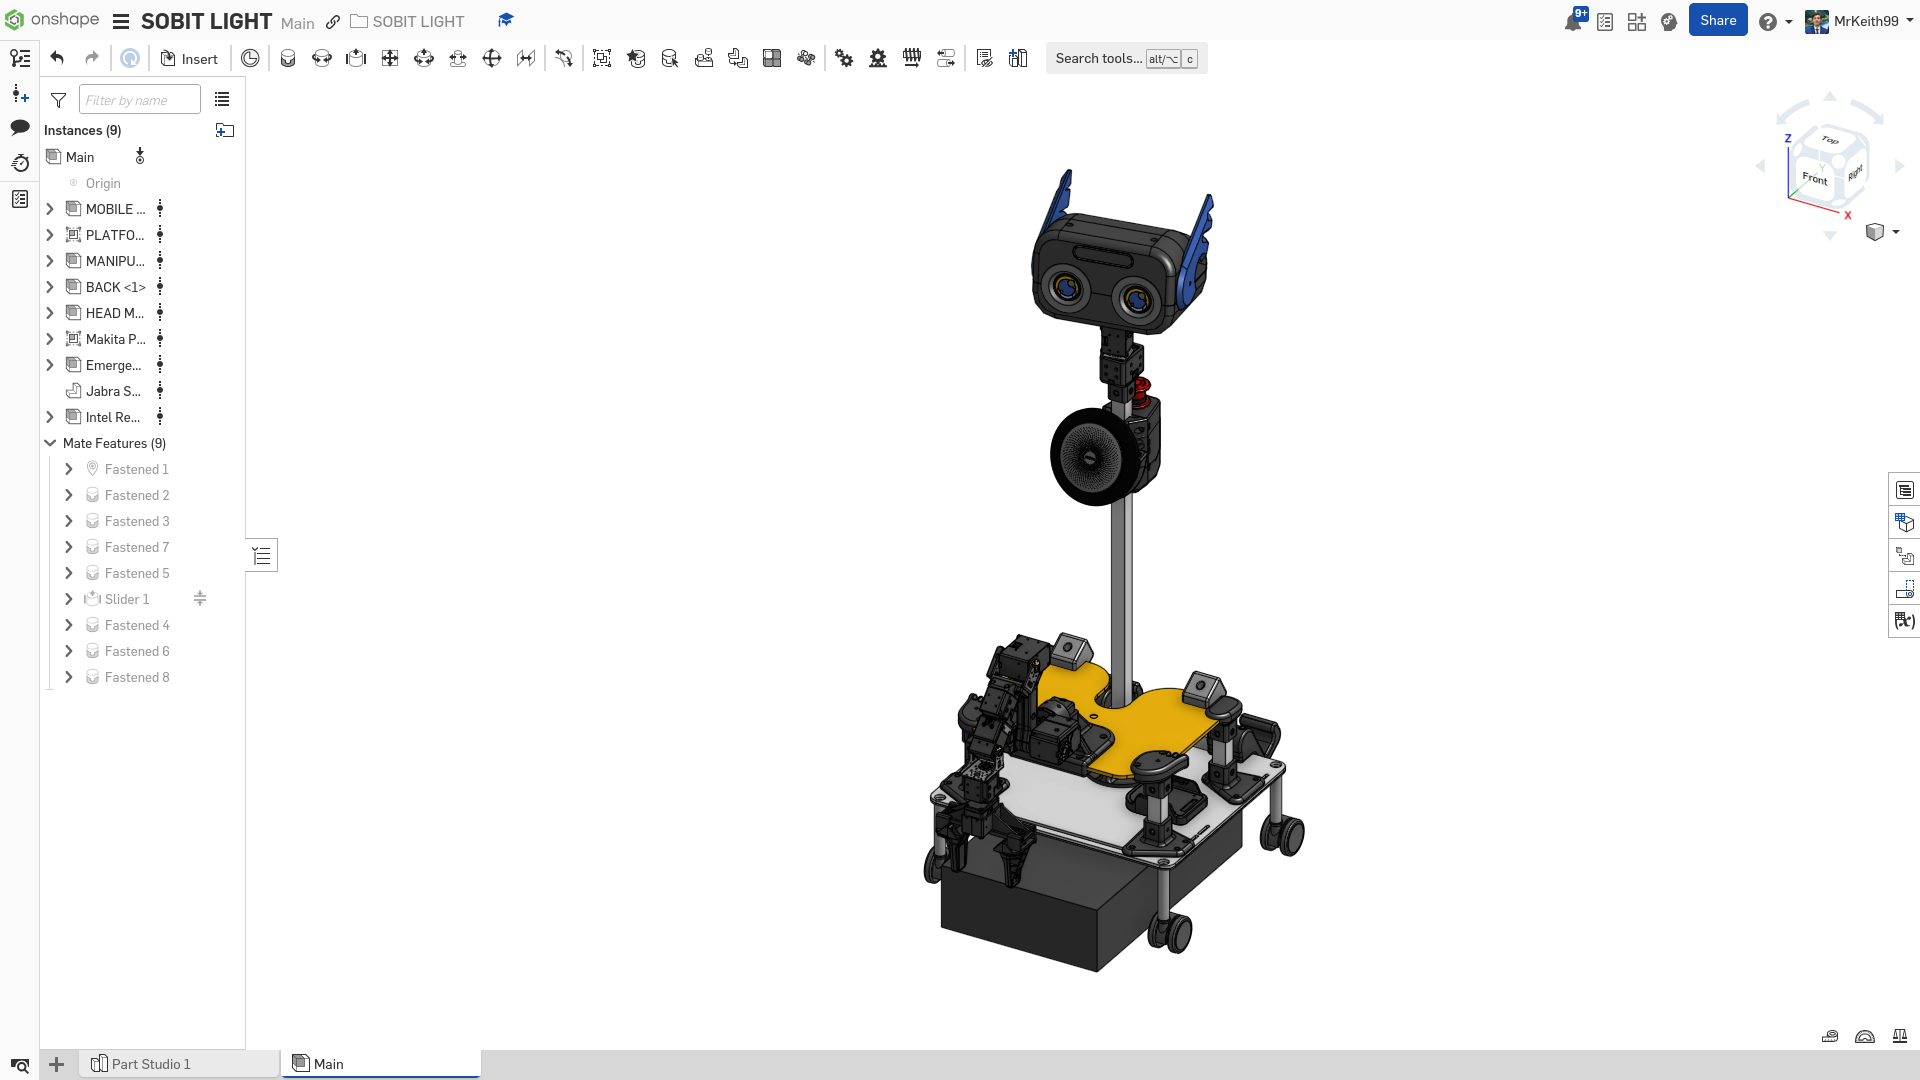 onshape
SOBIT LIGHT Main SOBIT LIGHT
9+
Share
MrKeith99
Insert
Search tools... alt/⌥ c
Filter by name
Instances (9)
Main
Origin
MOBILE ...
PLATFO...
MANIPU...
BACK <1>
HEAD M...
Makita P...
Emerge...
Jabra S...
Intel Re...
Mate Features (9)
Fastened 1
Fastened 2
Fastened 3
Fastened 7
Fastened 5
Slider 1
Fastened 4
Fastened 6
Fastened 8
Z
Top
Y
Front
Right
X
(x)
Part Studio 1
Main